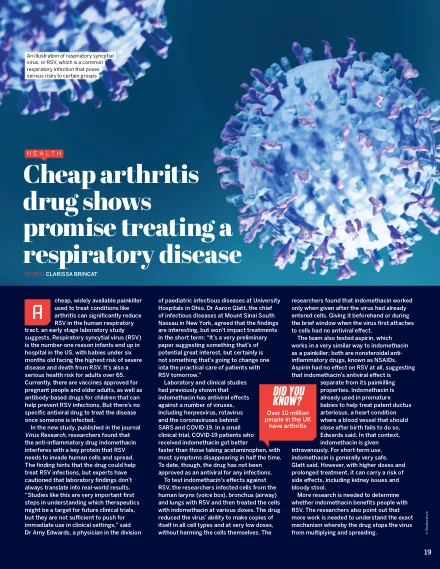 An illustration of respiratory syncytial
virus, or RSV, which is a common
respiratory infection that poses
serious risks to certain groups
HEALTH
Cheap arthritis
drug shows
promise treating a
respiratory disease
WORDS CLARISSA BRINCAT
A cheap, widely available painkiller
used to treat conditions like
arthritis can significantly reduce
RSV in the human respiratory
tract, an early stage laboratory study
suggests. Respiratory syncytial virus (RSV)
is the number one reason infants end up in
hospital in the US, with babies under six
months old facing the highest risk of severe
disease and death from RSV. It's also a
serious health risk for adults over 65.
Currently, there are vaccines approved for
pregnant people and older adults, as well as
antibody-based drugs for children that can
help prevent RSV infections. But there's no
specific antiviral drug to treat the disease
since someone is infected.
In the new study, published in the journal
Virus Research, researchers found that
the anti-inflammatory drug indomethacin
interferes with a key protein that RSV
needs to invade human cells and spread.
The finding hints that the drug could help
treat RSV infections, but experts have
cautioned that laboratory findings don't
always translate into real-world results.
"Studies like this are very important first
steps in understanding which therapeutics
might be a target for future clinical trials,
but they are not sufficient to push for
immediate use in clinical settings," said
Dr Amy Edwards, a physician in the division
of paediatric infectious diseases at University
Hospitals in Ohio. Dr Aaron Glatt, the chief
of infectious diseases at Mount Sinai South
Nassau in New York, agreed that the findings
are interesting, but won't impact treatments
in the short term: "It's a very preliminary
paper suggesting something that's of
potential great interest, but certainly is
not something that's going to change one
iota the practical care of patients with
RSV tomorrow."
Laboratory and clinical studies
had previously shown that
indomethacin has antiviral effects
against a number of viruses,
including herpesvirus, rotavirus
and the coronaviruses behind
SARS and COVID-19. In a small
clinical trial, COVID-19 patients who
received indomethacin got better
faster than those taking acetaminophen, with
most symptoms disappearing in half the time.
To date, though, the drug has not been
approved as an antiviral for any infections.
To test indomethacin's effects against
RSV, the researchers infected cells from the
human larynx (voice box), bronchus (airway)
and lungs with RSV and then treated the cells
with indomethacin at various doses. The drug
reduced the virus' ability to make copies of
itself in all cell types and at very low doses,
without harming the cells themselves. The
researchers found that indomethacin worked
only when given after the virus had already
entered cells. Giving it beforehand or during
the brief window when the virus first attaches
to cells had no antiviral effect.
The team also tested aspirin, which
works in a very similar way to indomethacin
as a painkiller; both are nonsteroidal anti-
inflammatory drugs, known as NSAIDs.
Aspirin had no effect on RSV at all, suggesting
that indomethacin's antiviral effect is
separate from its painkilling
properties. Indomethacin is
already used in premature
babies to help treat patent ductus
arteriosus, a heart condition
where a blood vessel that should
close after birth fails to do so,
Edwards said. In that context,
indomethacin is given
intravenously. For short-term use,
indomethacin is generally very safe,
Glatt said. However, with higher doses and
prolonged treatment, it can carry a risk of
side effects, including kidney issues and
bloody stool.
More research is needed to determine
whether indomethacin benefits people with
RSV. The researchers also point out that
more work is needed to understand the exact
mechanism whereby the drug stops the virus
from multiplying and spreading.
DID YOU
KNOW?
Over 10 million
people in the UK
have arthritis
© Shutterstock
19